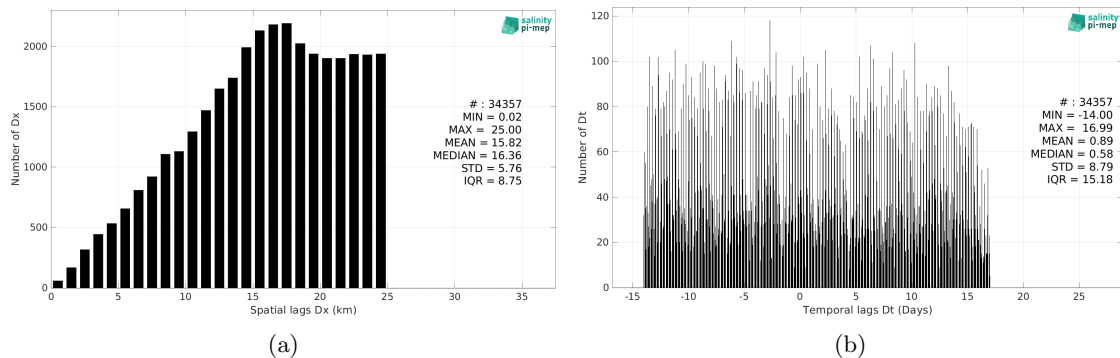 salinity
pi-mep
2000
1500
1000
500
0
Number of Dx
# : 34357
MIN = 0.02
MAX = 25.00
MEAN = 15.82
MEDIAN = 16.36
STD = 5.76
IQR = 8.75
0 5 10 15 20 25 30 35
Spatial lags Dx (km)
(a)
salinity
pi-mep
120
100
80
60
40
20
0
Number of Dt
# : 34357
MIN = -14.00
MAX = 16.99
MEAN = 0.89
MEDIAN = 0.58
STD = 8.79
IQR = 15.18
-15 -10 -5 0 5 10 15 20 25
Temporal lags Dt (Days)
(b)